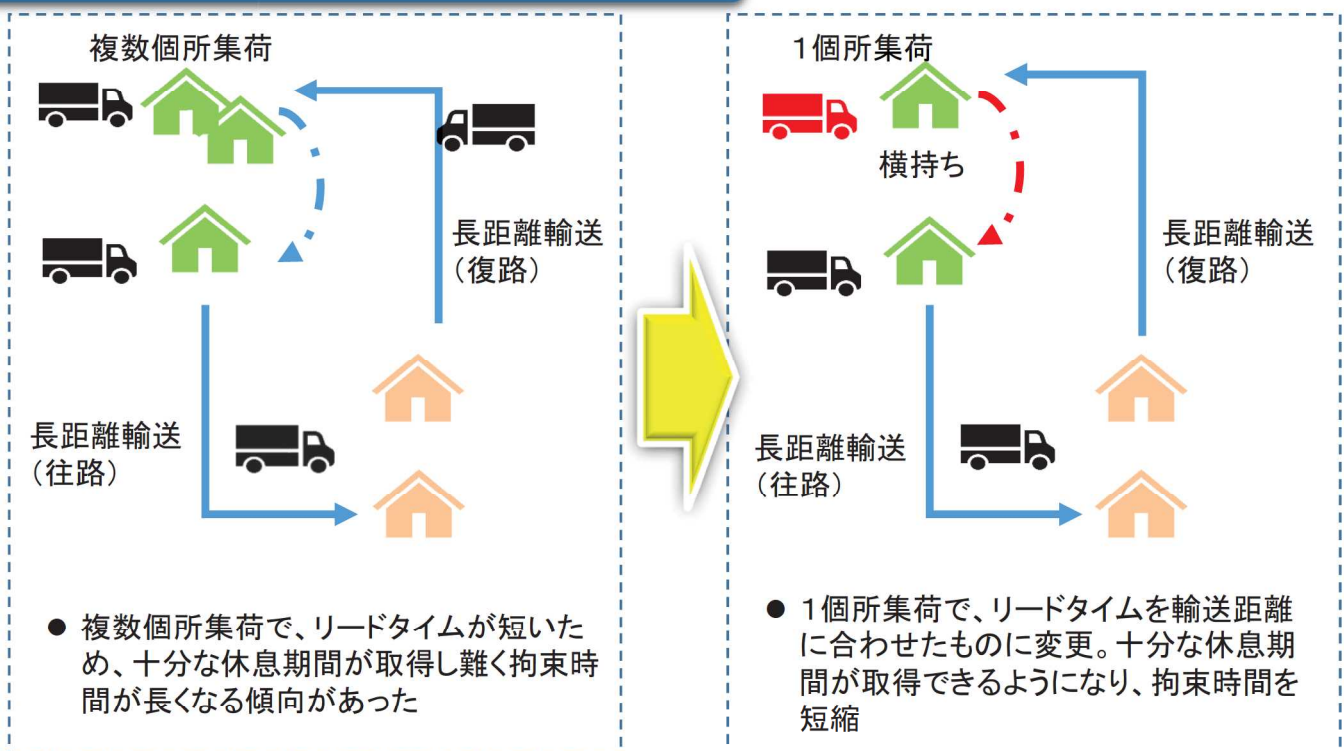 複数個所集荷
長距離輸送
（復路）
長距離輸送
（往路）
● 複数個所集荷で、リードタイムが短いた
め、十分な休息期間が取得し難く拘束時
間が長くなる傾向があった
1個所集荷
横持ち
長距離輸送
（復路）
長距離輸送
（往路）
● 1個所集荷で、リードタイムを輸送距離
に合わせたものに変更。十分な休息期
間が取得できるようになり、拘束時間を
短縮